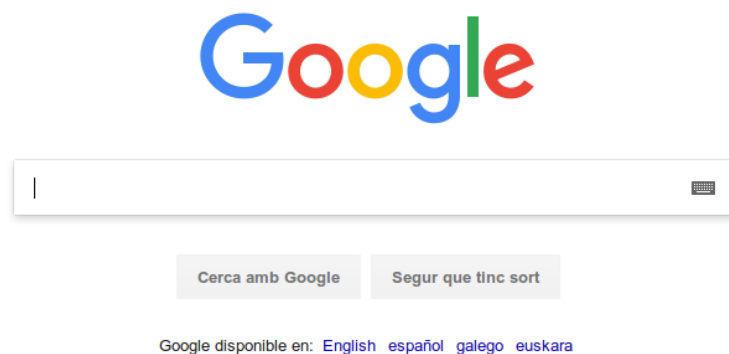 Google
Cerca amb Google
Segur que tinc sort
Google disponible en: English español galego euskara